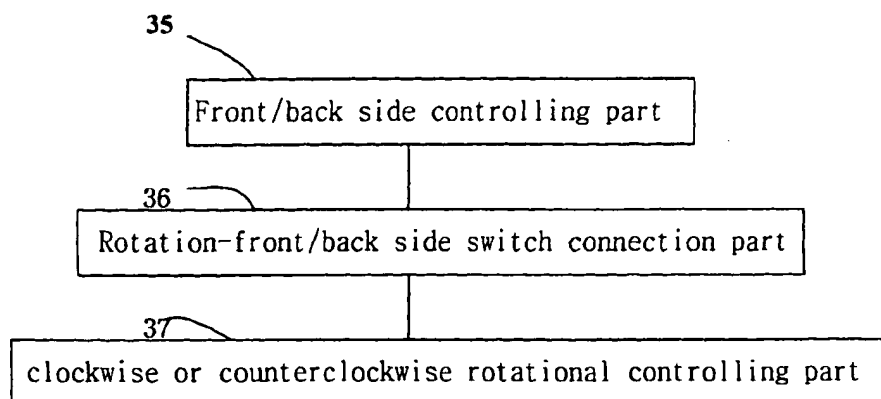 35
Front/back side controlling part
36
Rotation-front/back side switch connection part
37
clockwise or counterclockwise rotational controlling part